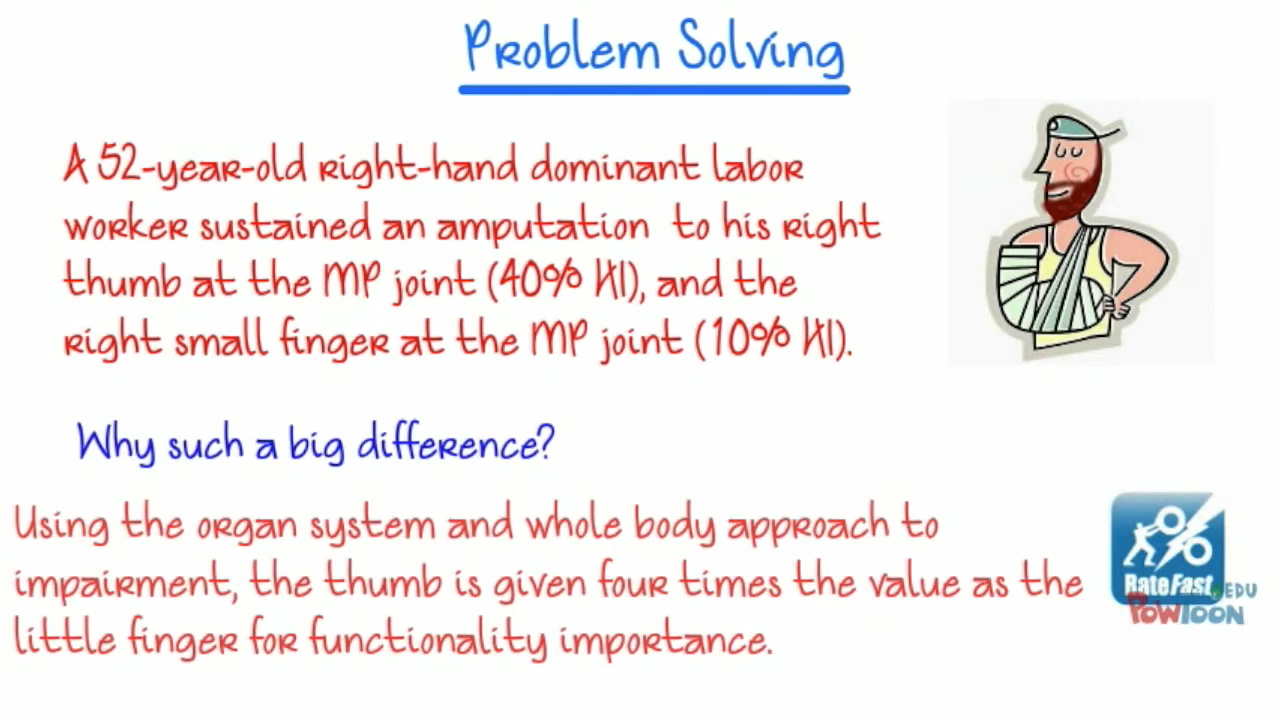 Problem Solving
A 52-year-old right-hand dominant labor
worker sustained an amputation to his right
thumb at the MP joint (40% HI), and the
right small finger at the MP joint (10% HI).
Why such a big difference?
Using the organ system and whole body approach to
impairment, the thumb is given four times the value as the
little finger for functionality importance.
RateFast
.EDU
POWTOON